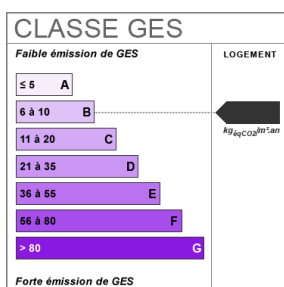 CLASSE GES
Faible émission de GES
LOGEMENT
≤ 5 A
6 à 10 B
11 à 20 C
21 à 35 D
36 à 55 E
56 à 80 F
> 80 G
kgéqCO2/m².an
Forte émission de GES